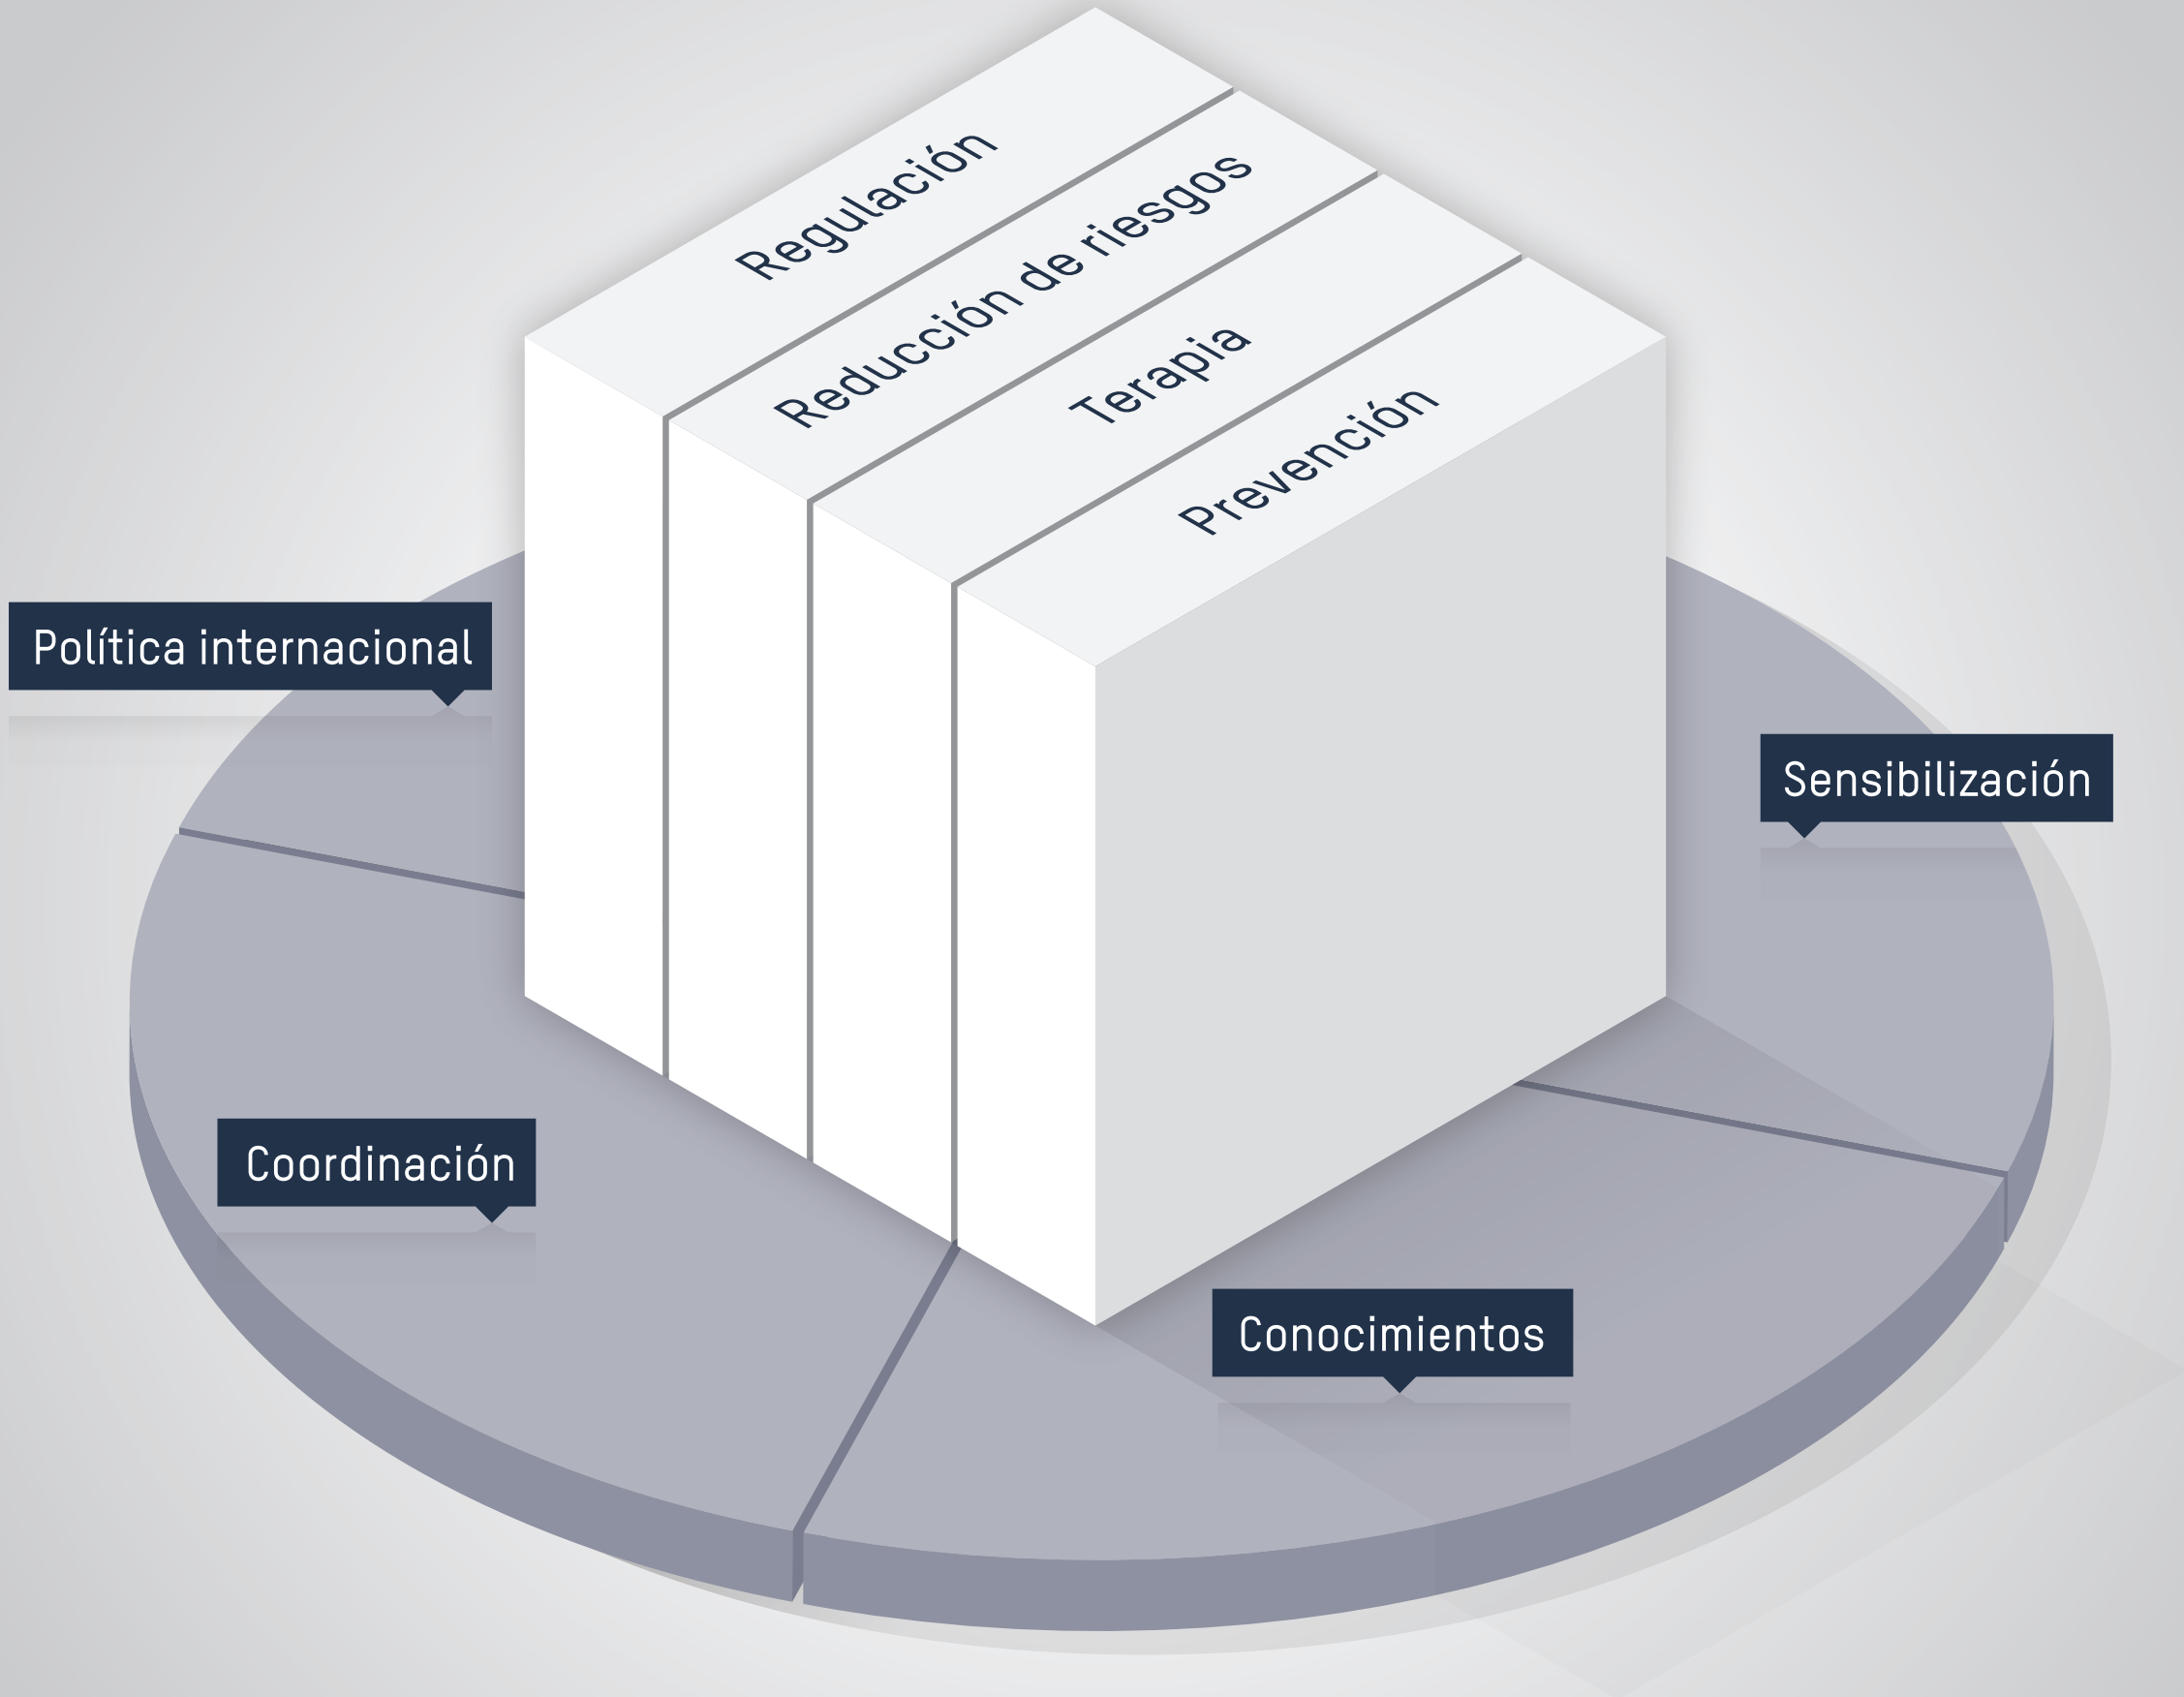 Regulación
Reducción de riesgos
Terapia
Prevención
Política internacional
Sensibilización
Coordinación
Conocimientos